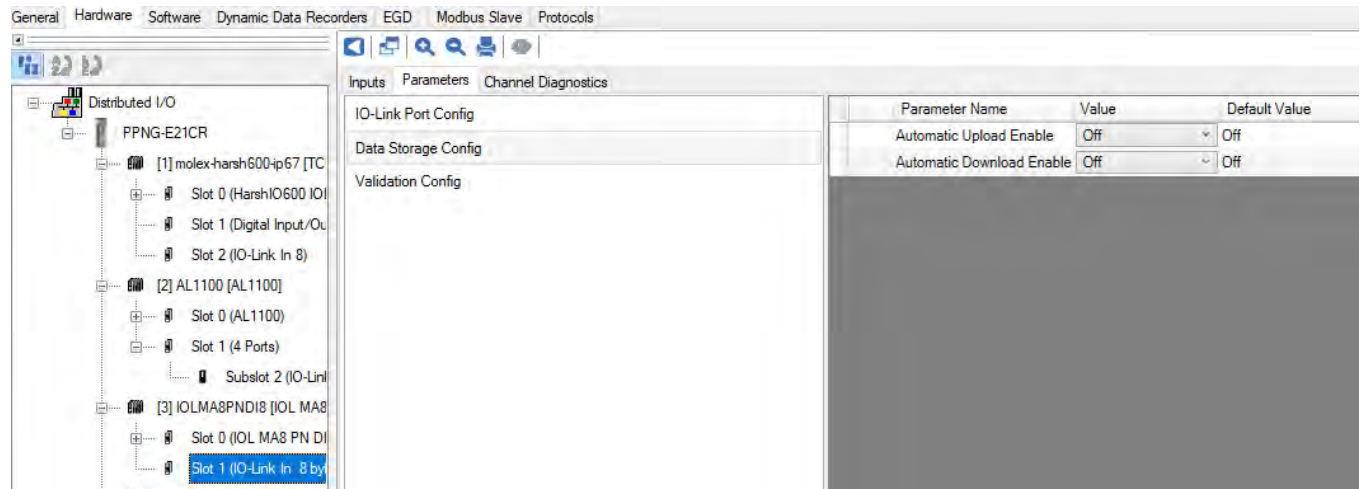 General Hardware Software Dynamic Data Recorders EGD Modbus Slave Protocols
Inputs Parameters Channel Diagnostics
Distributed I/O
PPNG-E21CR
[1] molex-harsh600-ip67 [TC
Slot 0 (HarshIO600 IOI
Slot 1 (Digital Input/Ou
Slot 2 (IO-Link In 8)
[2] AL1100 [AL1100]
Slot 0 (AL1100)
Slot 1 (4 Ports)
Subslot 2 (IO-Link
[3] IOLMA8PNDI8 [IOL MA8
Slot 0 (IOL MA8 PN DI
Slot 1 (IO-Link In 8 by
IO-Link Port Config
Data Storage Config
Validation Config
Parameter Name Value Default Value
Automatic Upload Enable Off Off
Automatic Download Enable Off Off